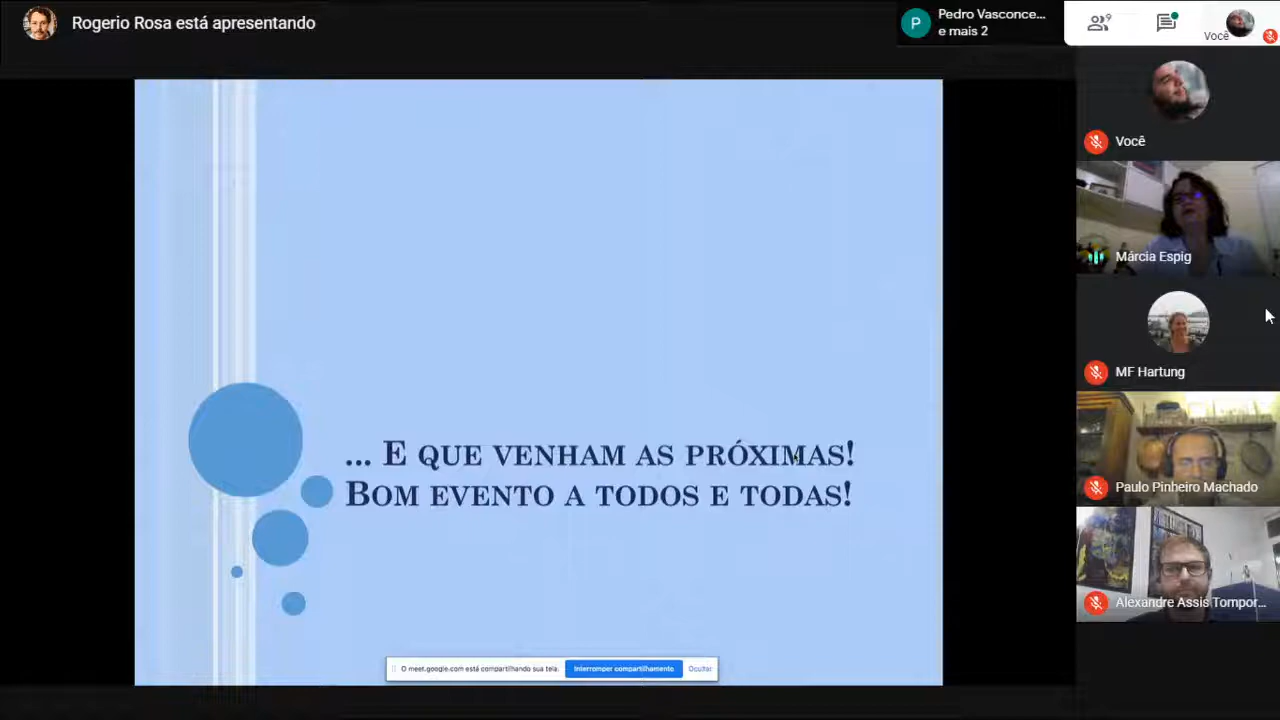 Rogerio Rosa está apresentando
P
Pedro Vasconce...
e mais 2
9
Você
Você
Márcia Espig
MF Hartung
Paulo Pinheiro Machado
Alexandre Assis Tompor...
... E QUE VENHAM AS PRÓXIMAS!
BOM EVENTO A TODOS E TODAS!
O meet.google.com está compartilhando sua tela.
Interromper compartilhamento
Ocultar